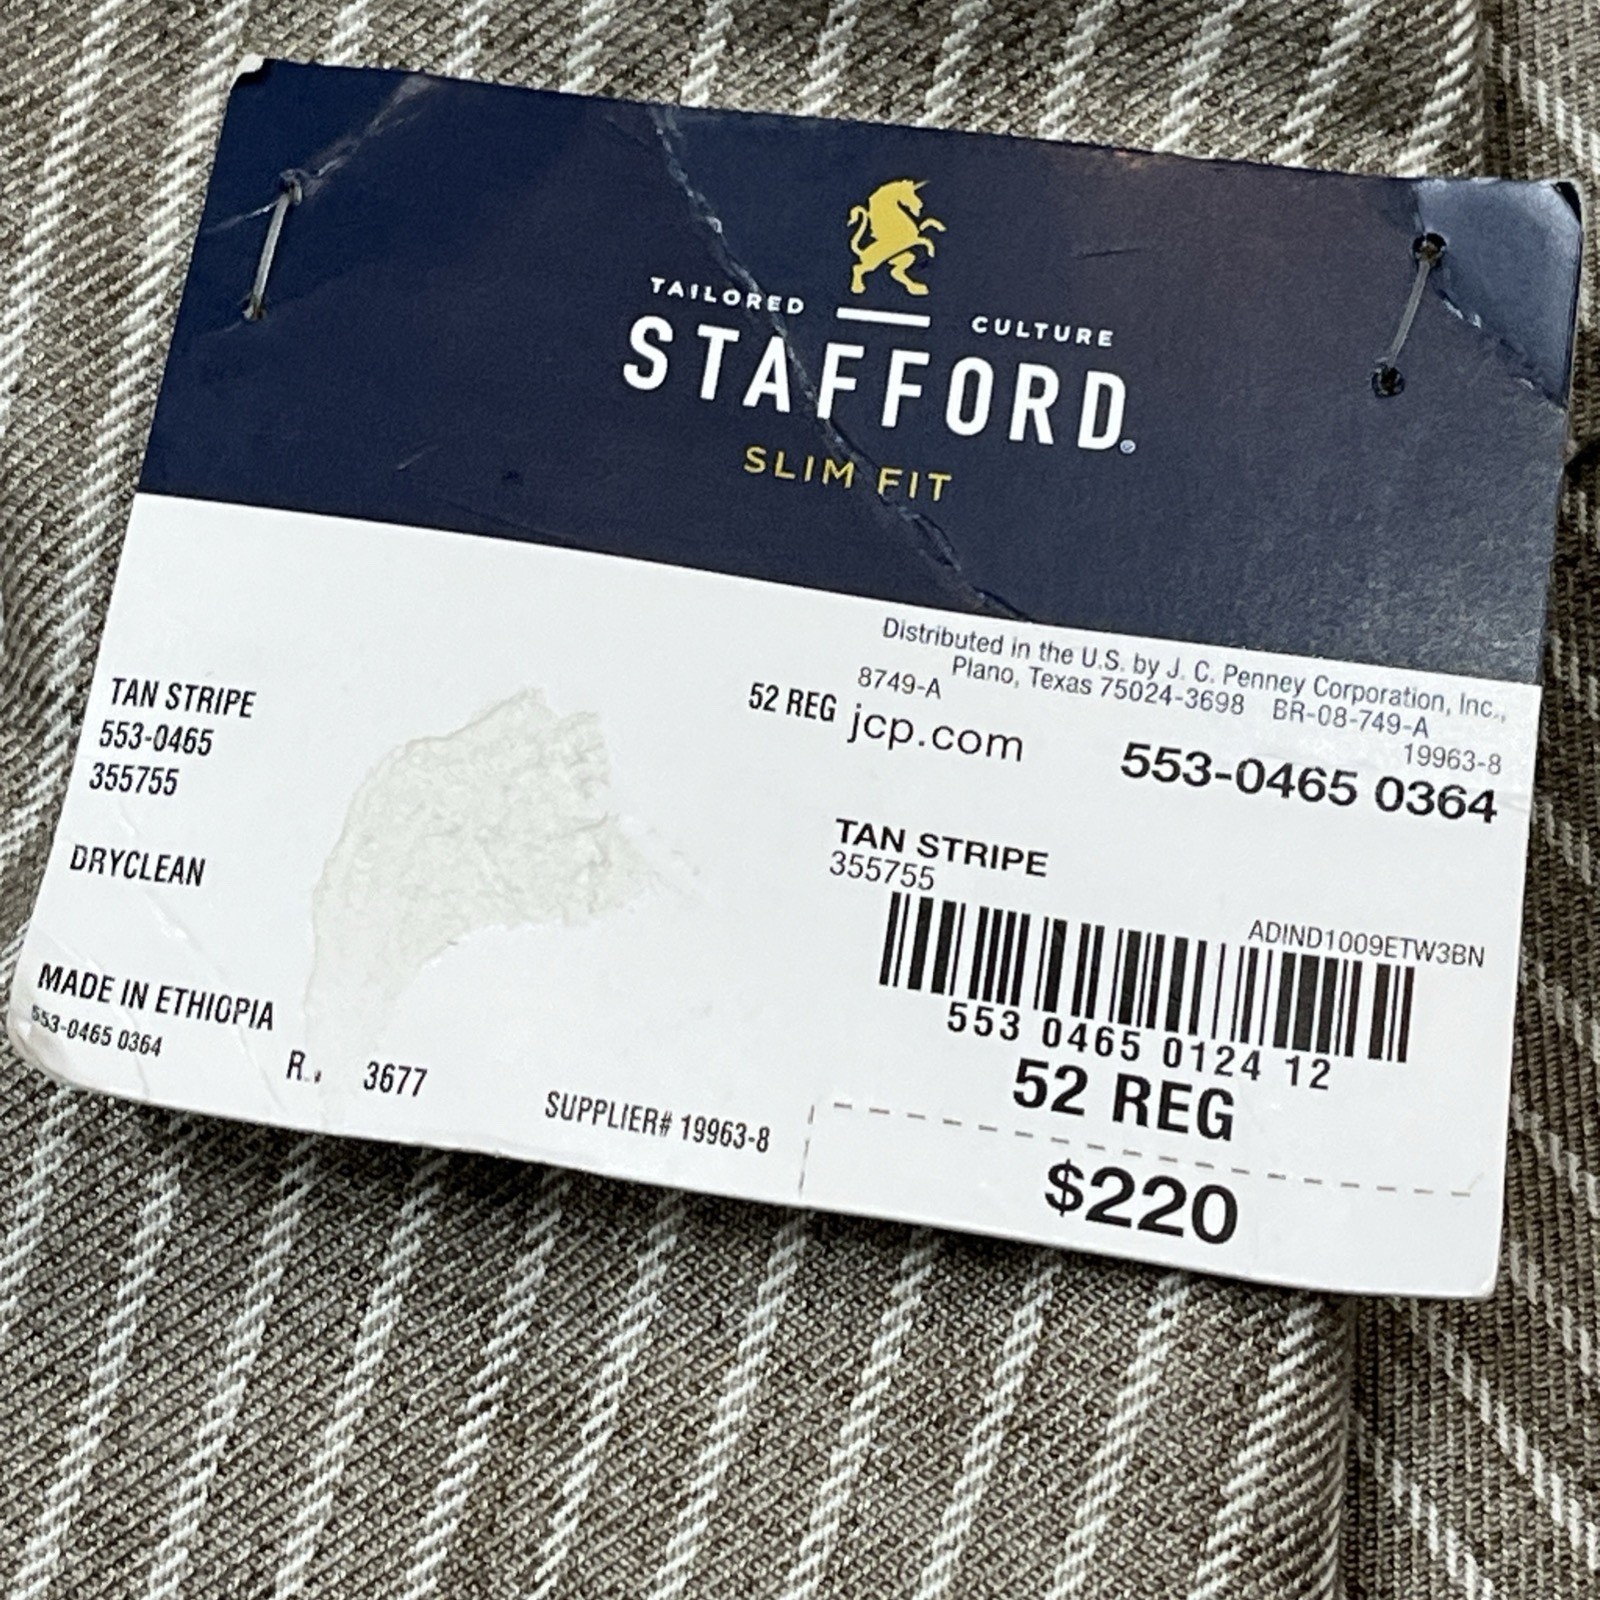 TAILORED CULTURE
STAFFORD®
SLIM FIT
Distributed in the U.S. by J. C. Penney Corporation, Inc.,
Plano, Texas 75024-3698 BR-08-749-A
8749-A
19963-8
52 REG jcp.com
553-0465 0364
TAN STRIPE
553-0465
355755
DRYCLEAN
MADE IN ETHIOPIA
553-0465 0364
3677
SUPPLIER# 19963-8
TAN STRIPE
355755
ADIND1009ETW3BN
553 0465 0124 12
52 REG
$220